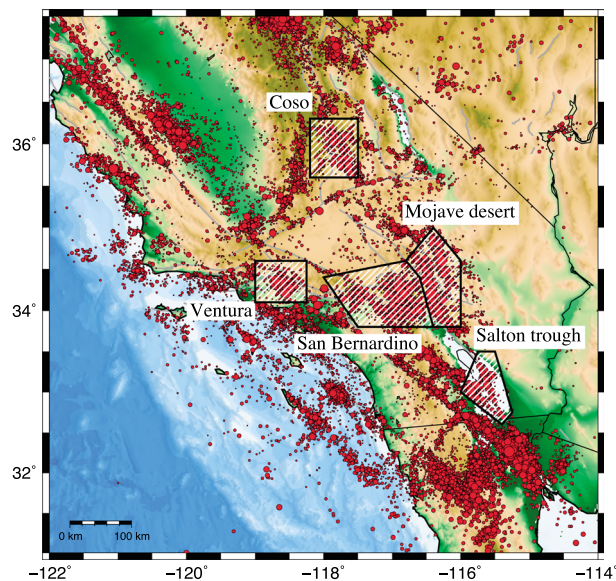 Coso
36°
Mojave desert
34°
Ventura
San Bernardino
Salton trough
32°
0 km 100 km
−122° −120° −118° −116° −114°